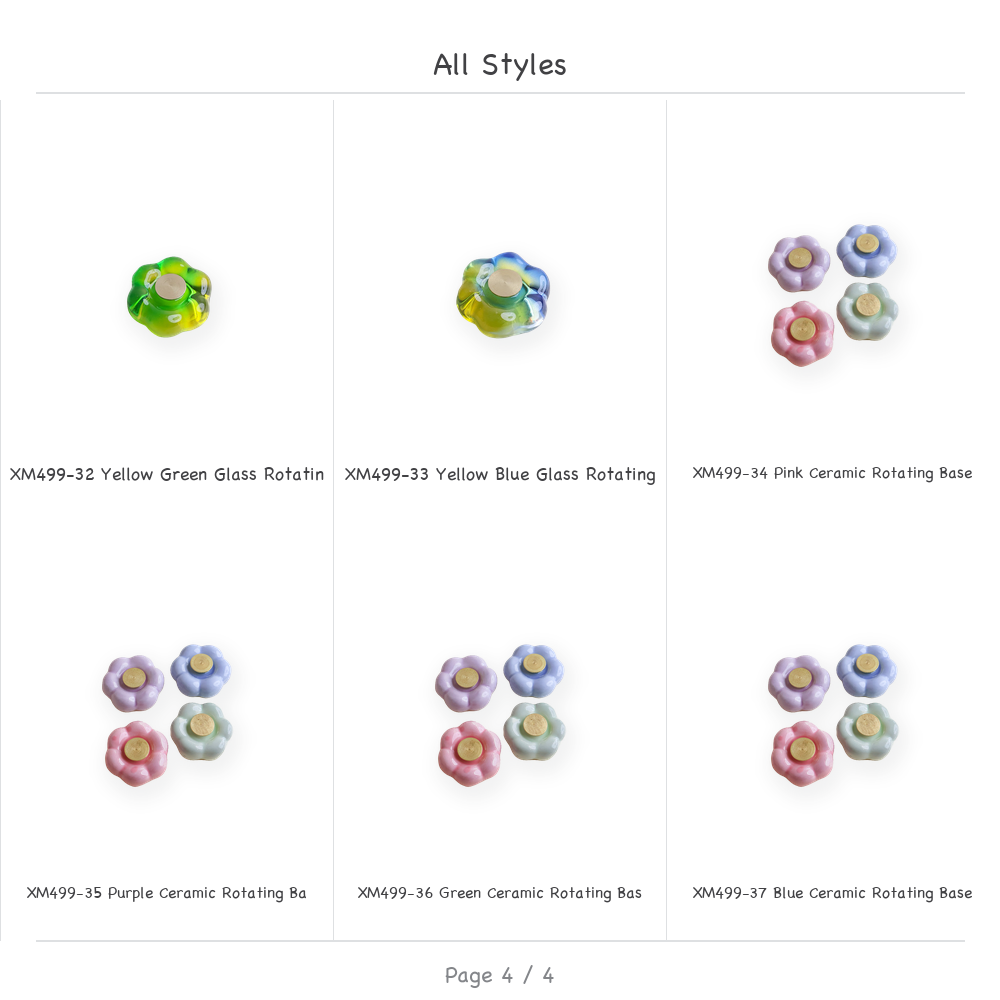 All Styles
XM499-32 Yellow Green Glass Rotatin
XM499-33 Yellow Blue Glass Rotating
XM499-34 Pink Ceramic Rotating Base
XM499-35 Purple Ceramic Rotating Ba
XM499-36 Green Ceramic Rotating Bas
XM499-37 Blue Ceramic Rotating Base
Page 4 / 4